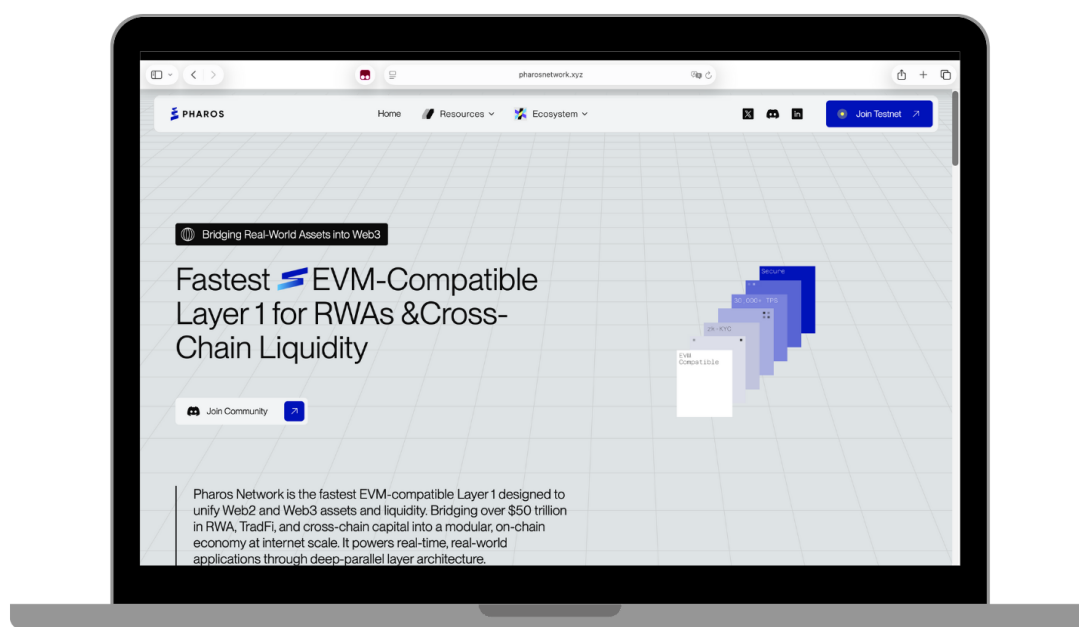 pharosnetwork.xyz
PHAROS
Home
Resources
Ecosystem
Join Testnet
Bridging Real-World Assets into Web3
Fastest EVM-Compatible
Layer 1 for RWAs &Cross-
Chain Liquidity
Secure
30,000+ TPS
ZK-KYC
EVM
Compatible
Join Community
Pharos Network is the fastest EVM-compatible Layer 1 designed to
unify Web2 and Web3 assets and liquidity. Bridging over $50 trillion
in RWA, TradFi, and cross-chain capital into a modular, on-chain
economy at internet scale. It powers real-time, real-world
applications through deep-parallel layer architecture.